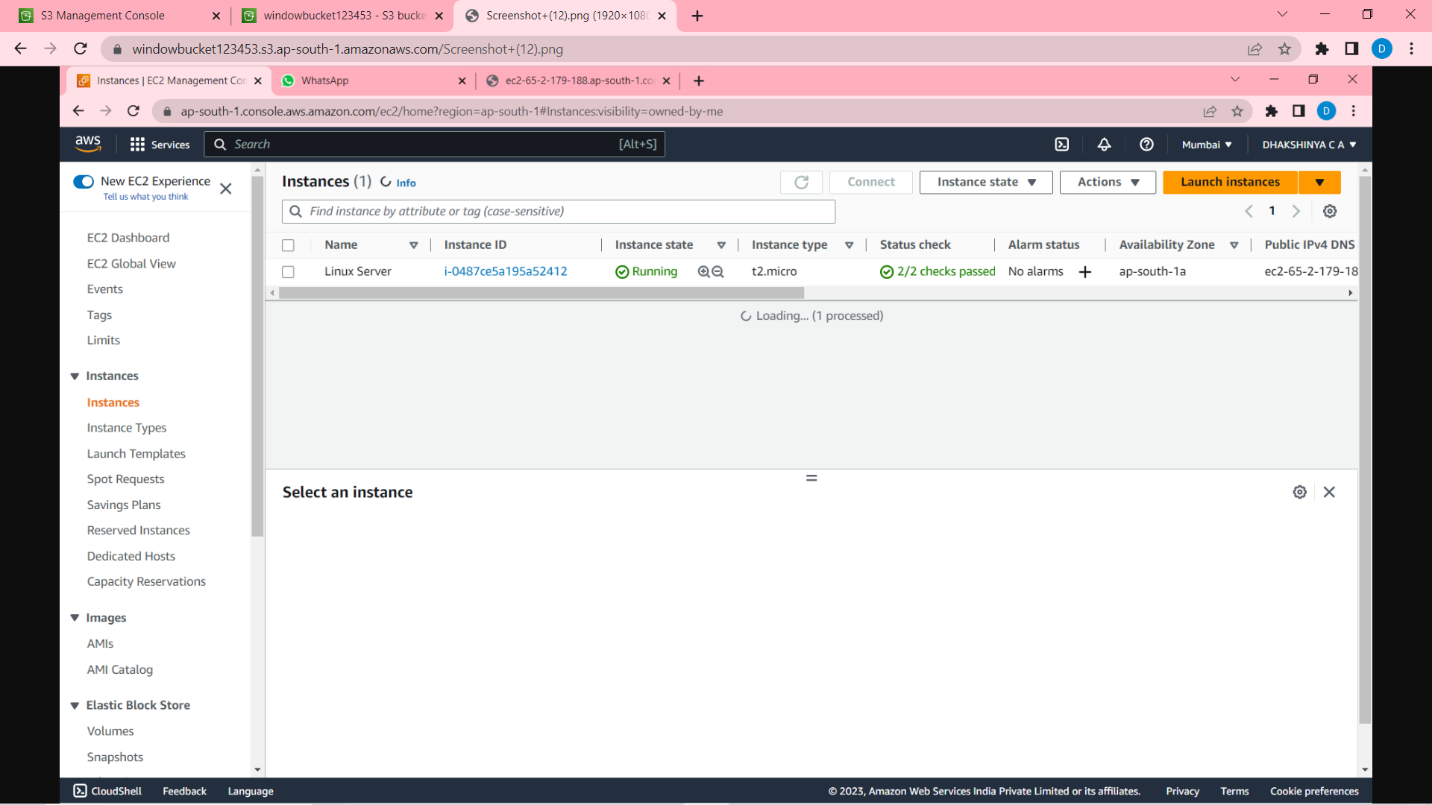 S3 Management Console
windowbucket123453 - S3 bucke
Screenshot+(12).png (1920×1080
windowbucket123453.s3.ap-south-1.amazonaws.com/Screenshot+(12).png
D
Instances | EC2 Management Con
WhatsApp
ec2-65-2-179-188.ap-south-1.co
ap-south-1.console.aws.amazon.com/ec2/home?region=ap-south-1#Instances:visibility=owned-by-me
D
aws
Services
Search
[Alt+S]
Mumbai
DHAKSHINYA C A
New EC2 Experience
Tell us what you think
EC2 Dashboard
EC2 Global View
Events
Tags
Limits
Instances
Instances
Instance Types
Launch Templates
Spot Requests
Savings Plans
Reserved Instances
Dedicated Hosts
Capacity Reservations
Images
AMIs
AMI Catalog
Elastic Block Store
Volumes
Snapshots
Instances (1) Info
Connect
Instance state
Actions
Launch instances
Find instance by attribute or tag (case-sensitive)
1
Name Instance ID Instance state Instance type Status check Alarm status Availability Zone Public IPv4 DNS
Linux Server i-0487ce5a195a52412 Running t2.micro 2/2 checks passed No alarms + ap-south-1a ec2-65-2-179-18
Loading... (1 processed)
Select an instance
CloudShell Feedback Language © 2023, Amazon Web Services India Private Limited or its affiliates. Privacy Terms Cookie preferences